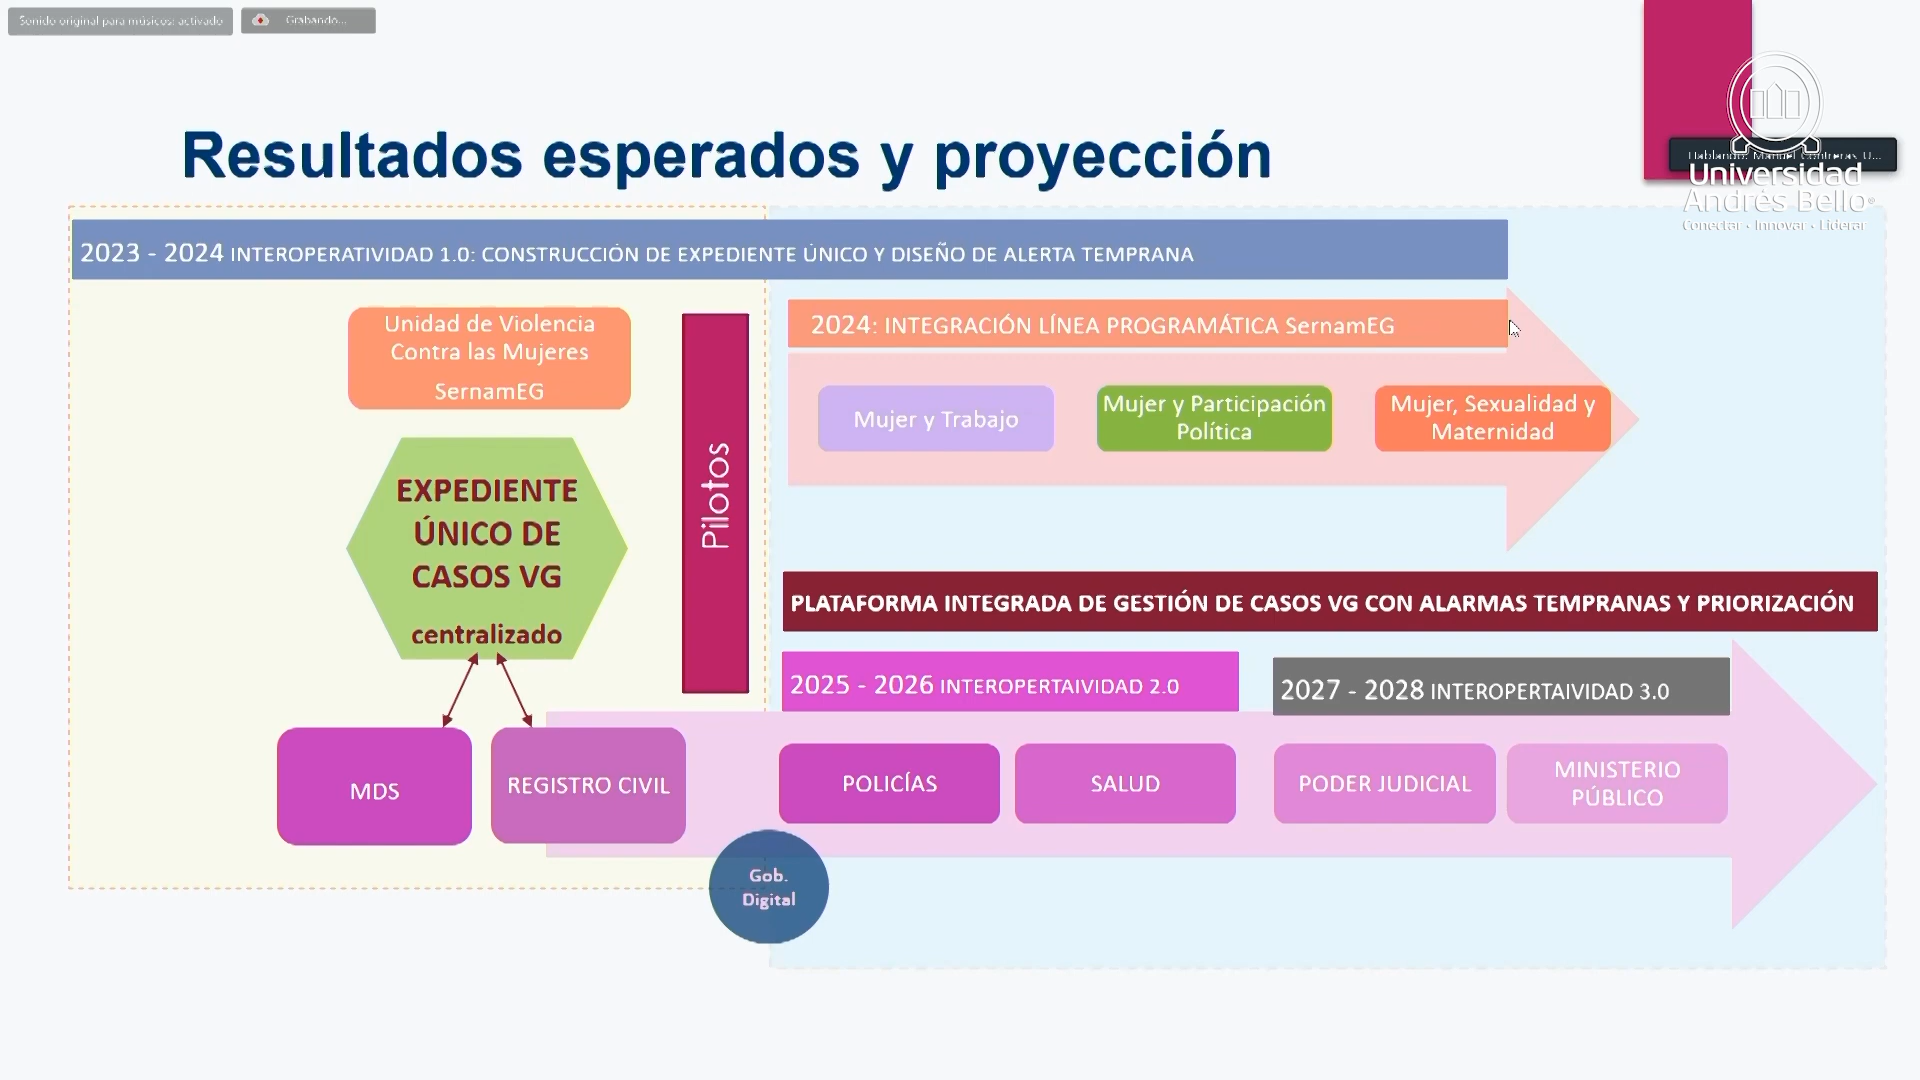 Sonido original para músicos: activado
Grabando...
Resultados esperados y proyección
Hablando: Manuel Contreras U...
Universidad
Andrés Bello®
Conectar • Innovar • Liderar
2023 - 2024 INTEROPERATIVIDAD 1.0: CONSTRUCCIÓN DE EXPEDIENTE ÚNICO Y DISEÑO DE ALERTA TEMPRANA
Unidad de Violencia
Contra las Mujeres
SernamEG
EXPEDIENTE
ÚNICO DE
CASOS VG
centralizado
MDS
REGISTRO CIVIL
Pilotos
2024: INTEGRACIÓN LÍNEA PROGRAMÁTICA SernamEG
Mujer y Trabajo
Mujer y Participación
Política
Mujer, Sexualidad y
Maternidad
PLATAFORMA INTEGRADA DE GESTIÓN DE CASOS VG CON ALARMAS TEMPRANAS Y PRIORIZACIÓN
2025 - 2026 INTEROPERTAIVIDAD 2.0
2027 - 2028 INTEROPERTAIVIDAD 3.0
POLICÍAS
SALUD
PODER JUDICIAL
MINISTERIO
PÚBLICO
Gob.
Digital